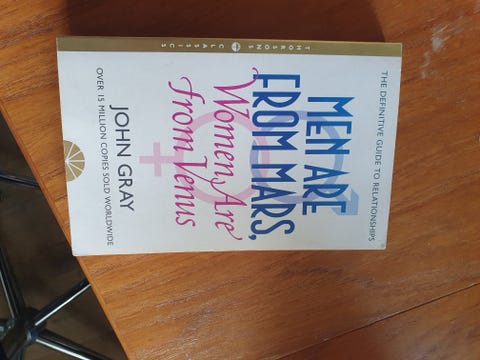 THE DEFINITIVE GUIDE TO RELATIONSHIPS
MEN ARE
FROM MARS,
Women Are
from Venus
JOHN GRAY
OVER 15 MILLION COPIES SOLD WORLDWIDE
THORSONS CLASSICS